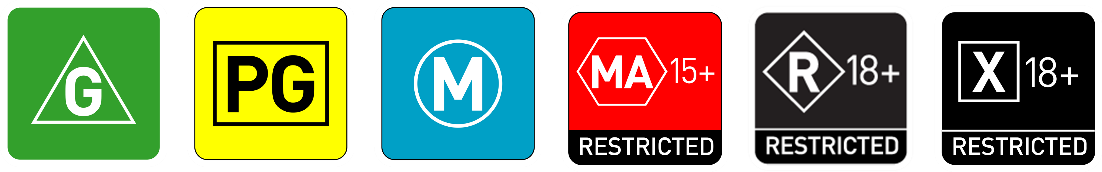 G
PG
M
MA 15+
RESTRICTED
R 18+
RESTRICTED
X 18+
RESTRICTED